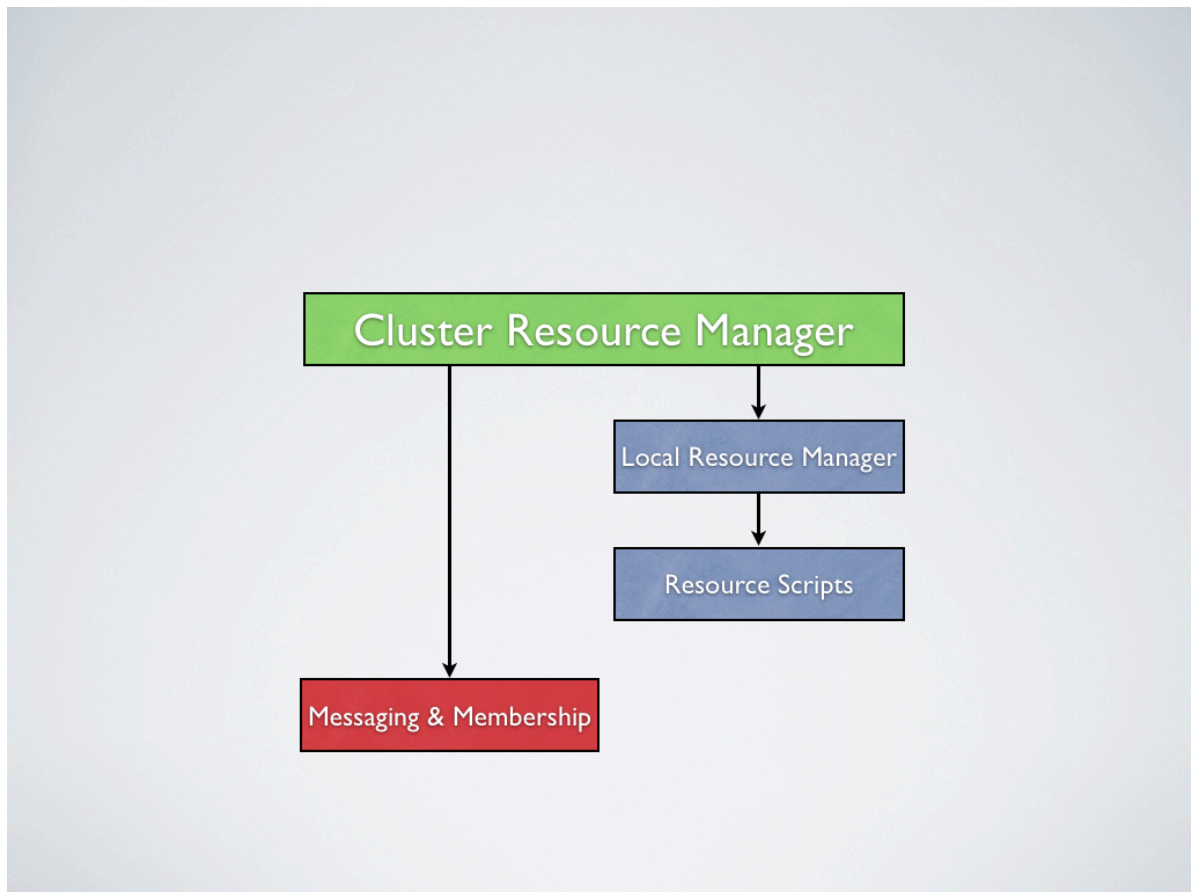 Cluster Resource Manager
Local Resource Manager
Resource Scripts
Messaging & Membership